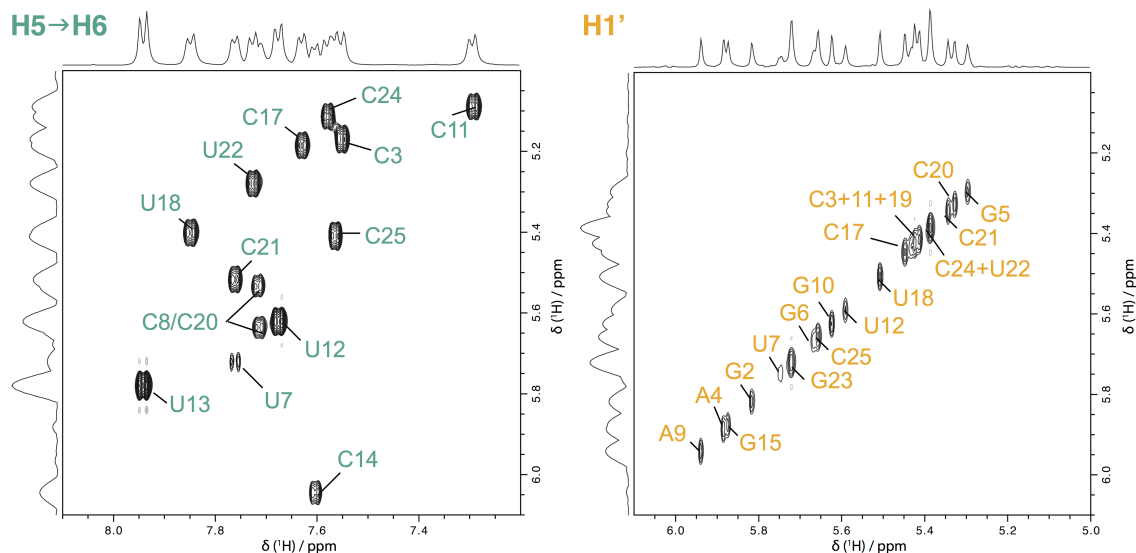 H5→H6
C24
C17
C11
C3
U22
U18
C25
C21
C8/C20
U12
U13
U7
C14
5.2
5.4
5.6
5.8
6.0
δ (¹H) / ppm
8.0
7.8
7.6
7.4
δ (¹H) / ppm
H1’
C20
C3+11+19
G5
C17
C21
C24+U22
G10
U18
G6
U12
U7
C25
G2
G23
A4
A9
G15
5.2
5.4
5.6
5.8
6.0
δ (¹H) / ppm
6.0
5.8
5.6
5.4
5.2
5.0
δ (¹H) / ppm